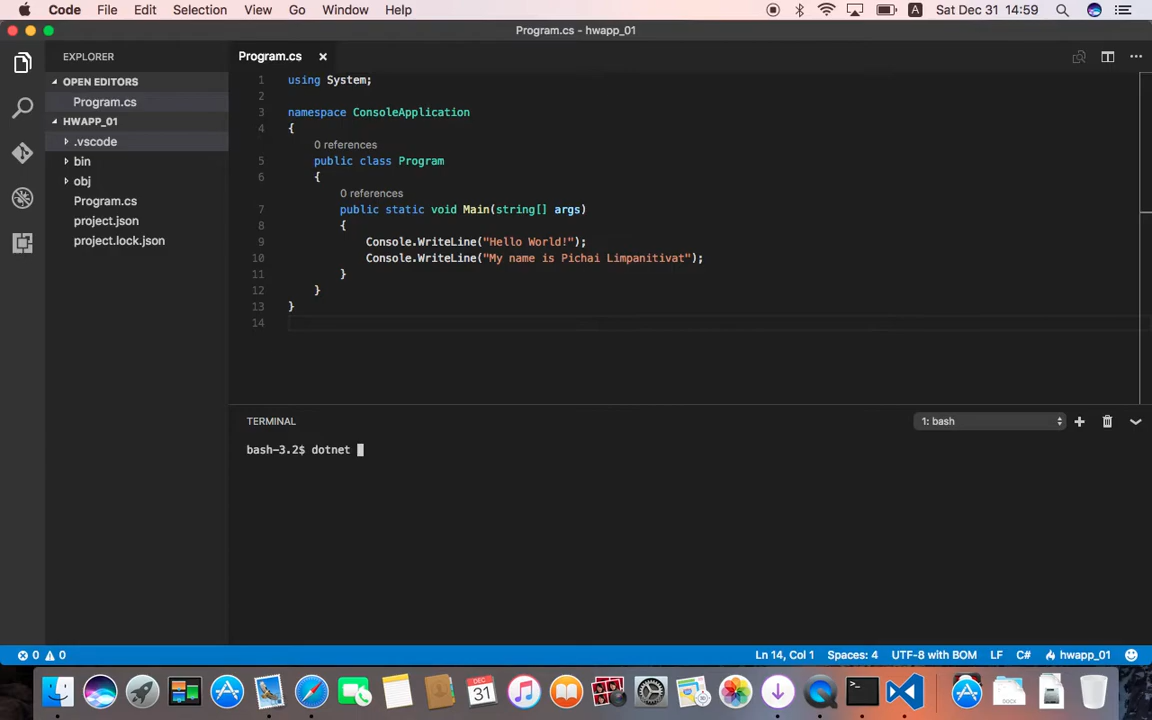 Code File Edit Selection View Go Window Help A Sat Dec 31 14:59
Program.cs - hwapp_01
EXPLORER
OPEN EDITORS
Program.cs
HWAPP_01
.vscode
bin
obj
Program.cs
project.json
project.lock.json
Program.cs
1 using System;
2
3 namespace ConsoleApplication
4 {
0 references
5 public class Program
6 {
0 references
7 public static void Main(string[] args)
8 {
9 Console.WriteLine("Hello World!");
10 Console.WriteLine("My name is Pichai Limpanitivat");
11 }
12 }
13 }
14
TERMINAL
1: bash
bash-3.2$ dotnet
0 0 Ln 14, Col 1 Spaces: 4 UTF-8 with BOM LF C# hwapp_01
DEC
31
DOCX